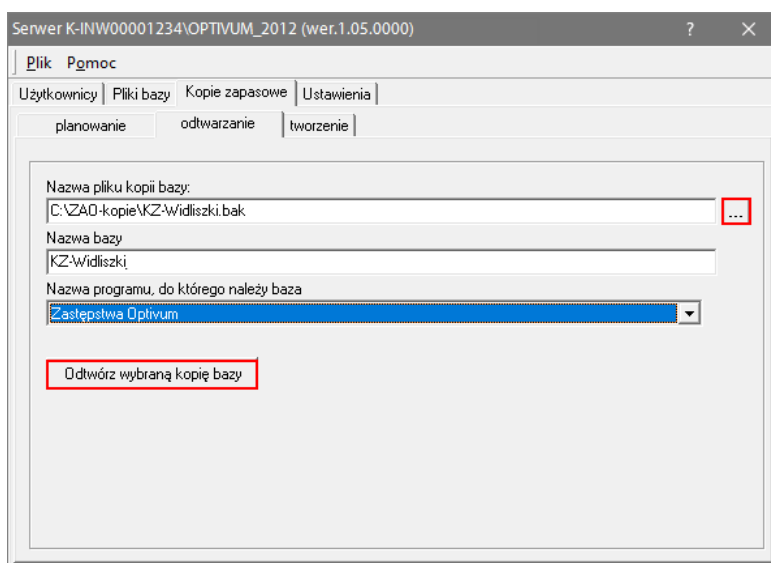 Serwer K-INW00001234\OPTIVUM_2012 (wer.1.05.0000) ? ×
Plik Pomoc
Użytkownicy Pliki bazy Kopie zapasowe Ustawienia
planowanie odtwarzanie tworzenie
Nazwa pliku kopii bazy:
C:\ZAO-kopie\KZ-Widliszki.bak ...
Nazwa bazy
KZ-Widliszki
Nazwa programu, do którego należy baza
Zastępstwa Optivum
Odtwórz wybraną kopię bazy